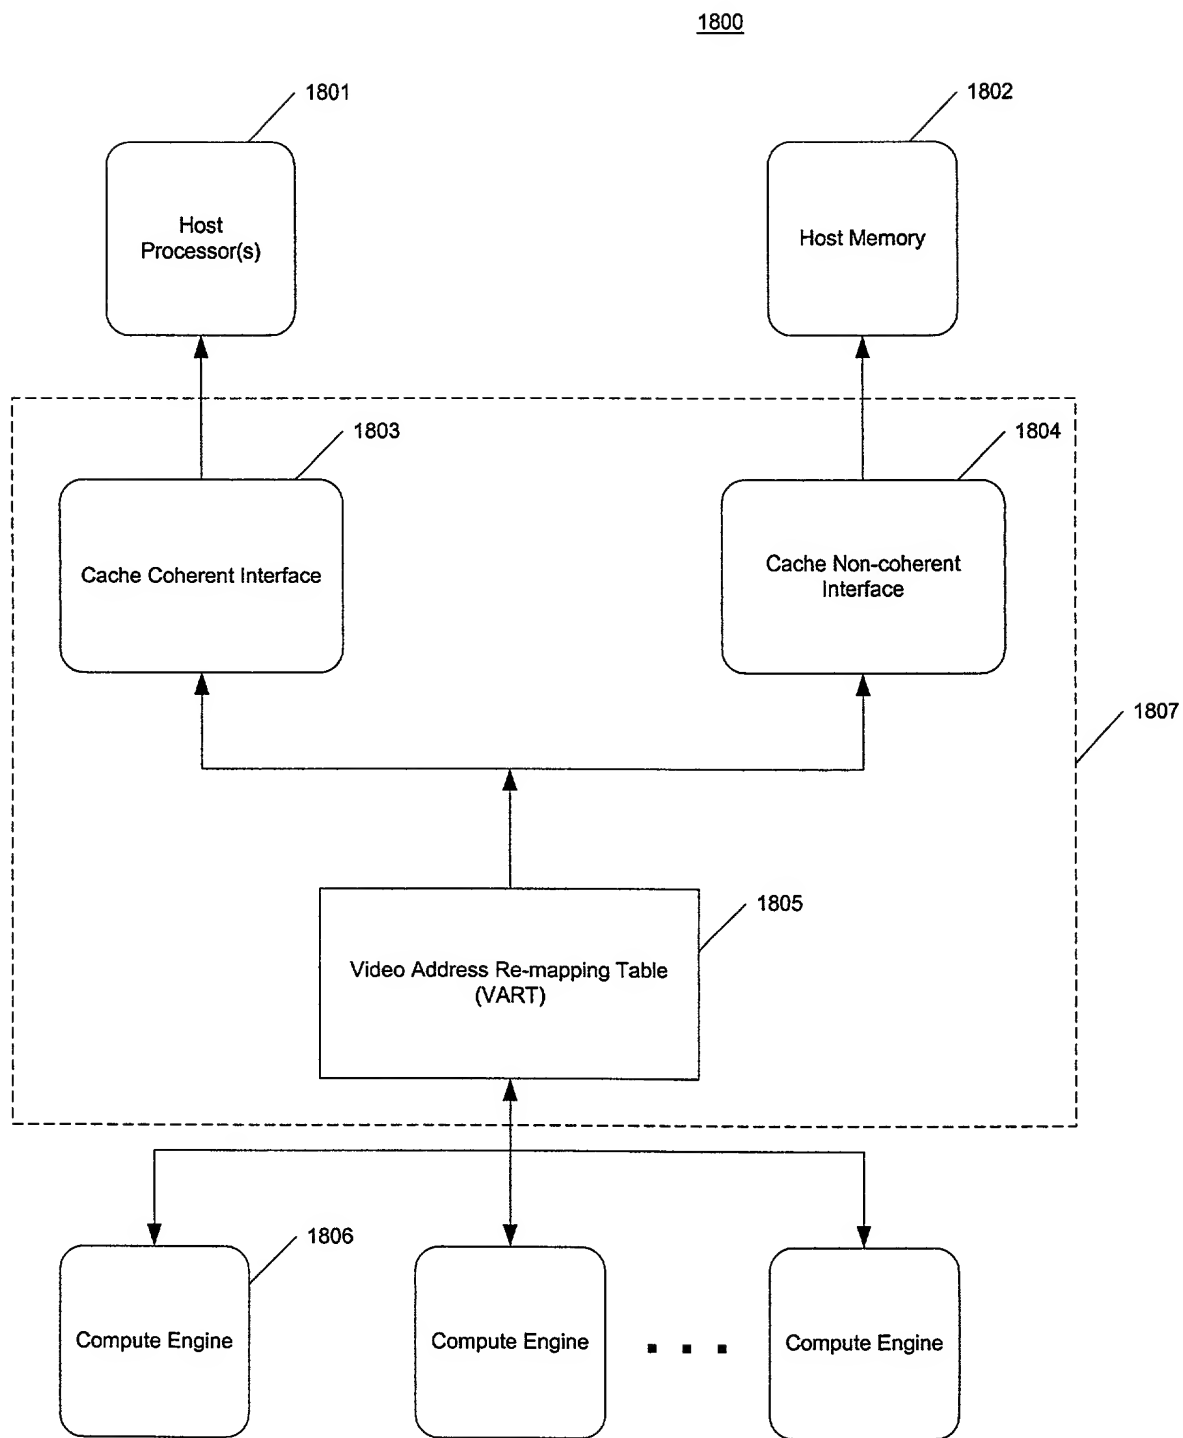 1800
1801
1802
Host
Processor(s)
Host Memory
1803
1804
Cache Coherent Interface
Cache Non-coherent
Interface
1807
1805
Video Address Re-mapping Table
(VART)
1806
Compute Engine
Compute Engine
. . .
Compute Engine